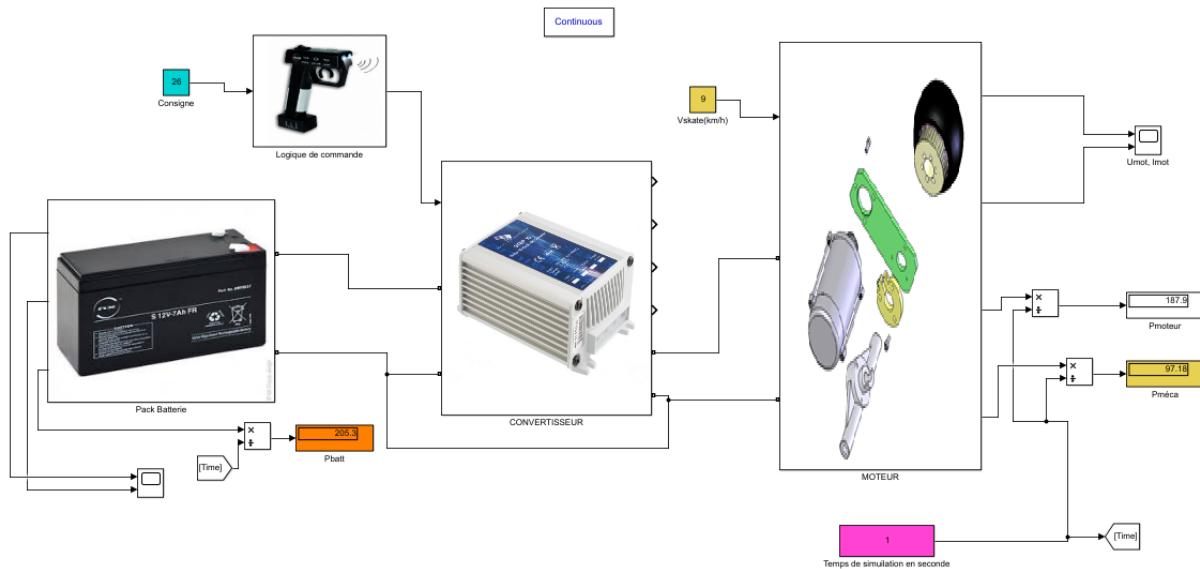 Continuous
26
Consigne
Logique de commande
9
Vskate(km/h)
Umot, Imot
S 12V-7Ah FR
Pack Batterie
CONVERTISSEUR
MOTEUR
187.9
Pmoteur
97.18
Pméca
205.3
Pbatt
[Time]
1
Temps de simuilation en seconde
[Time]